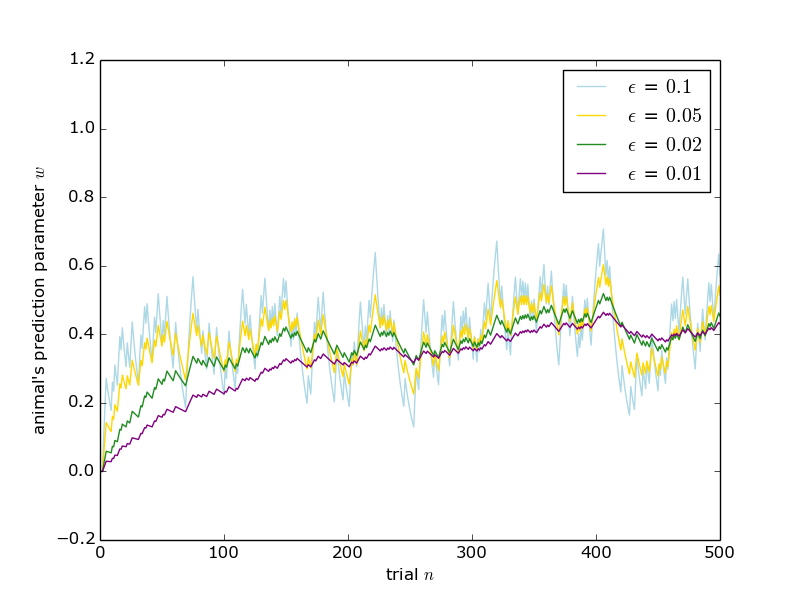 1.2
1.0
0.8
0.6
0.4
0.2
0.0
−0.2
0 100 200 300 400 500
animal's prediction parameter w
trial n
ϵ = 0.1
ϵ = 0.05
ϵ = 0.02
ϵ = 0.01